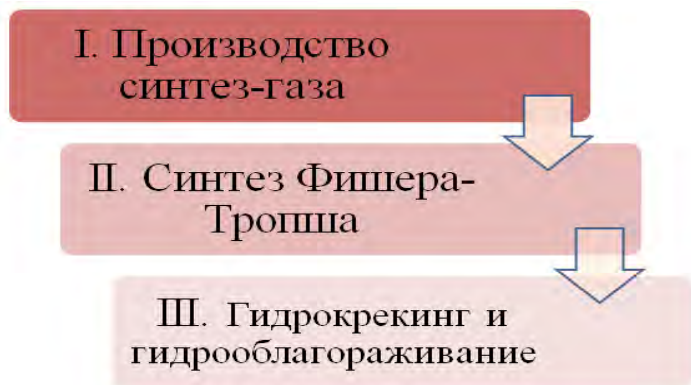 I. Производство
синтез-газа
II. Синтез Фишера-
Тропша
III. Гидрокрекинг и
гидрооблагораживание